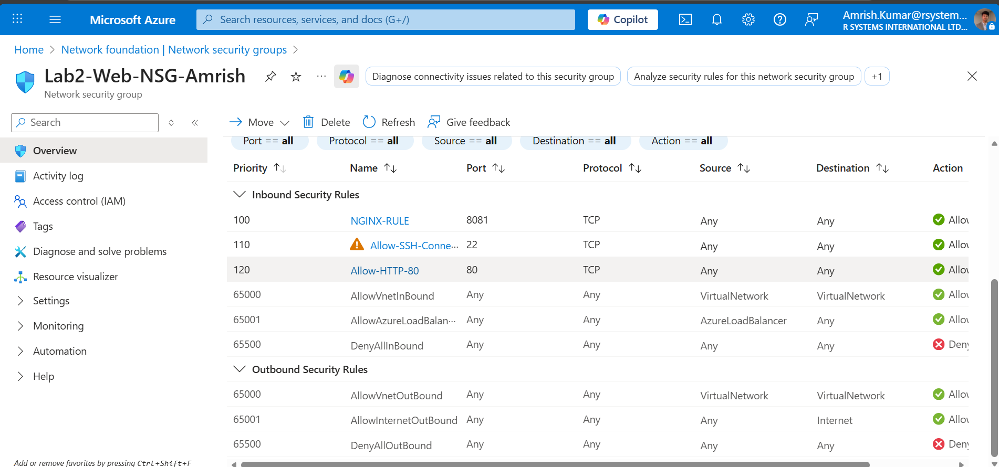 Microsoft Azure
Search resources, services, and docs (G+/)
Copilot
Amrish.Kumar@rsystem...
R SYSTEMS INTERNATIONAL LTD...
Home > Network foundation | Network security groups >
Lab2-Web-NSG-Amrish
Network security group
Diagnose connectivity issues related to this security group
Analyze security rules for this network security group
+1
Search
Move
Delete
Refresh
Give feedback
Overview
Activity log
Access control (IAM)
Tags
Diagnose and solve problems
Resource visualizer
Settings
Monitoring
Automation
Help
Add or remove favorites by pressing Ctrl+Shift+F
Port == all Protocol == all Source == all Destination == all Action == all
Priority Name Port Protocol Source Destination Action
Inbound Security Rules
100 NGINX-RULE 8081 TCP Any Any Allow
110 Allow-SSH-Conne... 22 TCP Any Any Allow
120 Allow-HTTP-80 80 TCP Any Any Allow
65000 AllowVnetInBound Any Any VirtualNetwork VirtualNetwork Allow
65001 AllowAzureLoadBalan... Any Any AzureLoadBalancer Any Allow
65500 DenyAllInBound Any Any Any Any Deny
Outbound Security Rules
65000 AllowVnetOutBound Any Any VirtualNetwork VirtualNetwork Allow
65001 AllowInternetOutBound Any Any Any Internet Allow
65500 DenyAllOutBound Any Any Any Any Deny